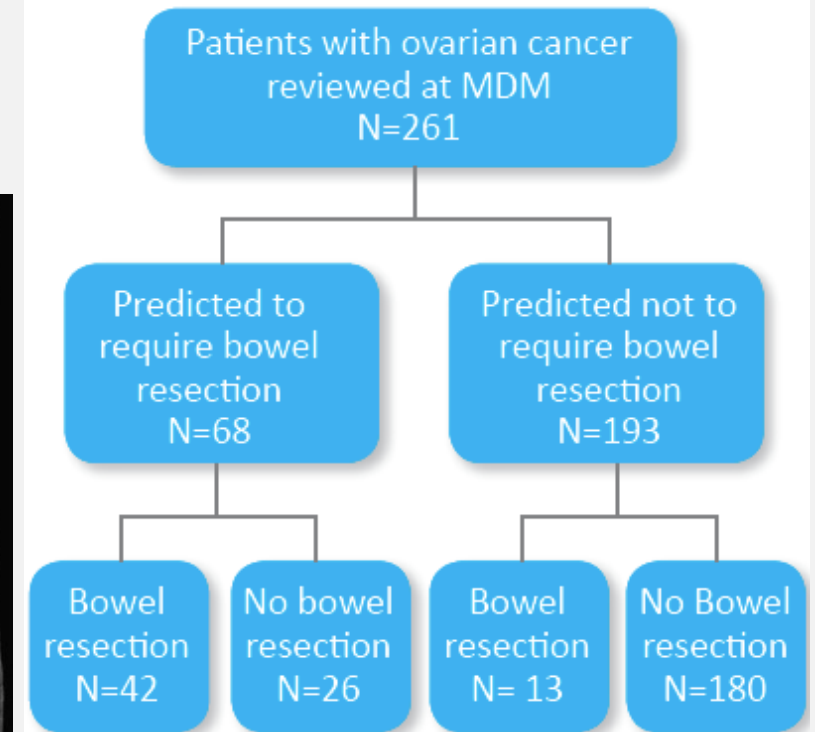 Patients with ovarian cancer
reviewed at MDM
N=261
Predicted to
require bowel
resection
N=68
Predicted not to
require bowel
resection
N=193
Bowel
resection
N=42
No bowel
resection
N=26
Bowel
resection
N= 13
No Bowel
resection
N=180